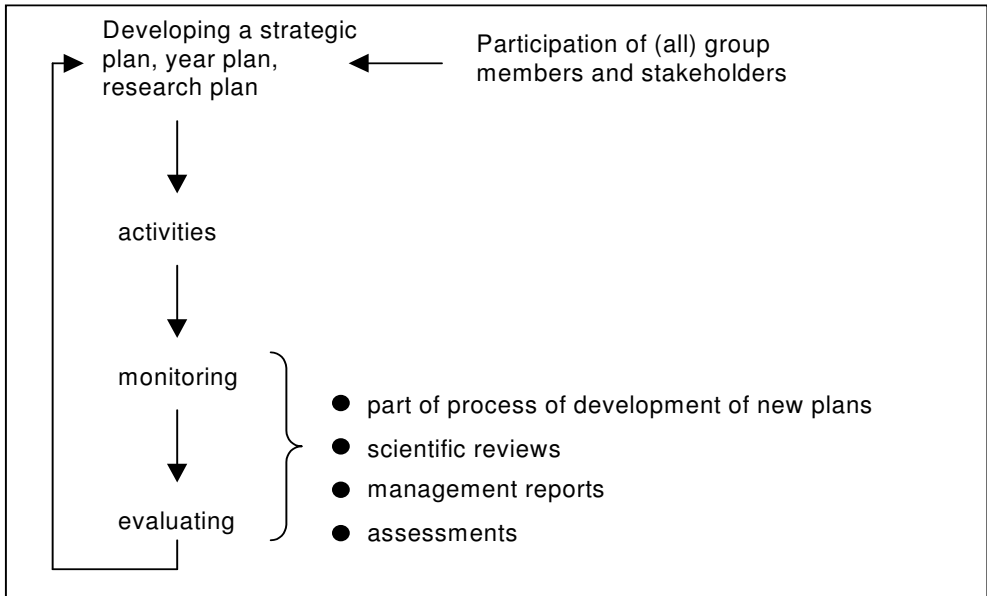 Developing a strategic
plan, year plan,
research plan
Participation of (all) group
members and stakeholders
activities
monitoring
evaluating
● part of process of development of new plans
● scientific reviews
● management reports
● assessments